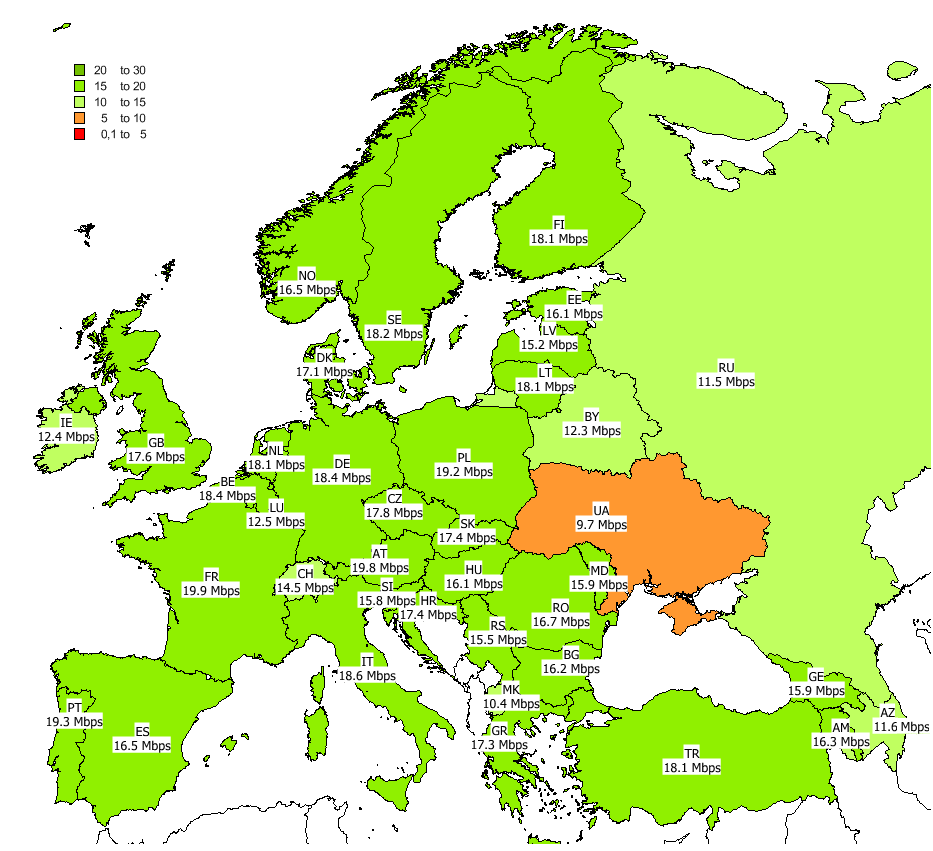 20 to 30
15 to 20
10 to 15
5 to 10
0,1 to 5
FI
18.1 Mbps
NO
16.5 Mbps
SE
18.2 Mbps
EE
16.1 Mbps
LV
15.2 Mbps
DK
17.1 Mbps
LT
18.1 Mbps
RU
11.5 Mbps
BY
12.3 Mbps
IE
12.4 Mbps
GB
17.6 Mbps
NL
18.1 Mbps
DE
18.4 Mbps
PL
19.2 Mbps
BE
18.4 Mbps
LU
12.5 Mbps
CZ
17.8 Mbps
SK
17.4 Mbps
UA
9.7 Mbps
AT
19.8 Mbps
FR
19.9 Mbps
CH
14.5 Mbps
HU
16.1 Mbps
MD
15.9 Mbps
SI
15.8 Mbps
HR
17.4 Mbps
RO
16.7 Mbps
RS
15.5 Mbps
BG
16.2 Mbps
IT
18.6 Mbps
MK
10.4 Mbps
GE
15.9 Mbps
PT
19.3 Mbps
ES
16.5 Mbps
GR
17.3 Mbps
AM
16.3 Mbps
AZ
11.6 Mbps
TR
18.1 Mbps